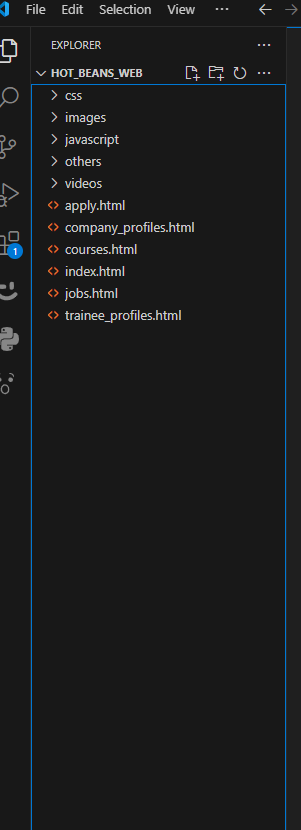 File Edit Selection View ...
EXPLORER ...
HOT_BEANS_WEB ...
css
images
javascript
others
videos
apply.html
company_profiles.html
courses.html
index.html
jobs.html
trainee_profiles.html
1